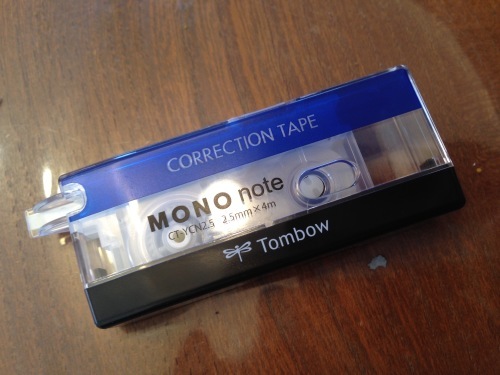 CORRECTION TAPE
MONO note
CT-YCN2.5 2.5mm×4m
Tombow